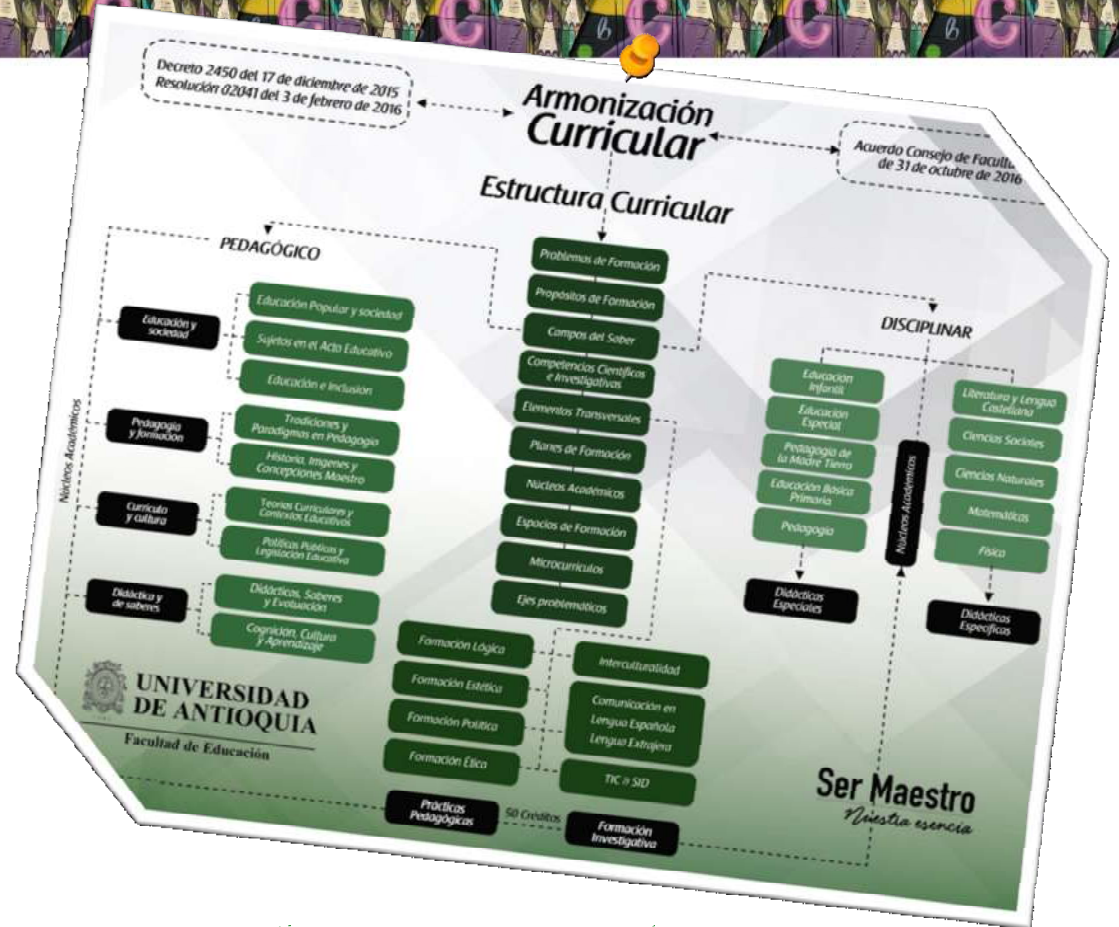 Decreto 2450 del 17 de diciembre de 2015
Resolución 02041 del 3 de febrero de 2016
Armonización
Curricular
Acuerdo Consejo de
de 31 de octubre de 2016
Estructura Curricular
PEDAGÓGICO
Núcleos Académicos
Educación y
sociedad
Educación Popular y sociedad
Sujetos en el Acto Educativo
Educación e Inclusión
Pedagogía
y formación
Tradiciones y
Paradigmas en Pedagogía
Historia, Imgenes y
Concepciones Maestro
Currículo
y cultura
Teorías Curriculares y
Contextos Educativos
Políticas Públicas y
Legislación Educativa
Didáctica y
de saberes
Didácticas, Saberes
y Evaluación
Cognición, Cultura
y Aprendizaje
Problemas de Formación
Propósitos de Formación
Campos del Saber
Competencias Científicas
e Investigativas
Elementos Transversales
Planes de Formación
Núcleos Académicos
Espacios de Formación
Microcurrículos
Ejes problemáticos
DISCIPLINAR
Educación
Infantil
Educación
Especial
Pedagogía de
la Madre Tierra
Educación Básica
Primaria
Pedagogía
Didácticas
Especiales
Núcleos Académicos
Literatura y Lengua
Castellana
Ciencias Sociales
Ciencias Naturales
Matemáticas
Física
Didácticas
Específicas
Formación Lógica
Formación Estética
Formación Política
Formación Ética
Interculturalidad
Comunicación en
Lengua Española
Lengua Extrajera
TIC a SID
Prácticas
Pedagógicas
50 Créditos
Formación
Investigativa
UNIVERSIDAD
DE ANTIOQUIA
Facultad de Educación
Ser Maestro
Nuestra esencia